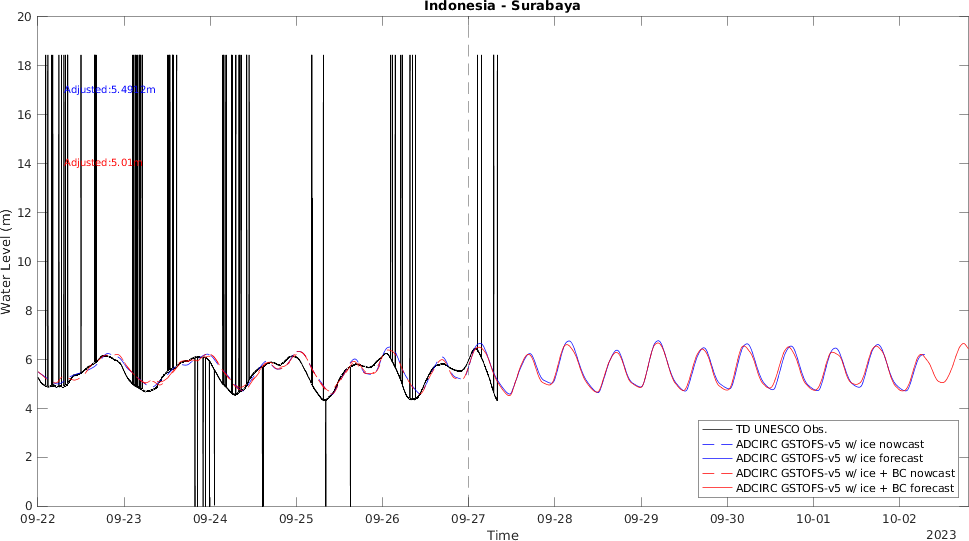 Indonesia - Surabaya
20
18
16
14
12
10
8
6
4
2
0
Water Level (m)
Adjusted:5.4912m
Adjusted:5.01m
TD UNESCO Obs.
ADCIRC GSTOFS-v5 w/ ice nowcast
ADCIRC GSTOFS-v5 w/ ice forecast
ADCIRC GSTOFS-v5 w/ ice + BC nowcast
ADCIRC GSTOFS-v5 w/ ice + BC forecast
09-22 09-23 09-24 09-25 09-26 09-27 09-28 09-29 09-30 10-01 10-02
Time
2023